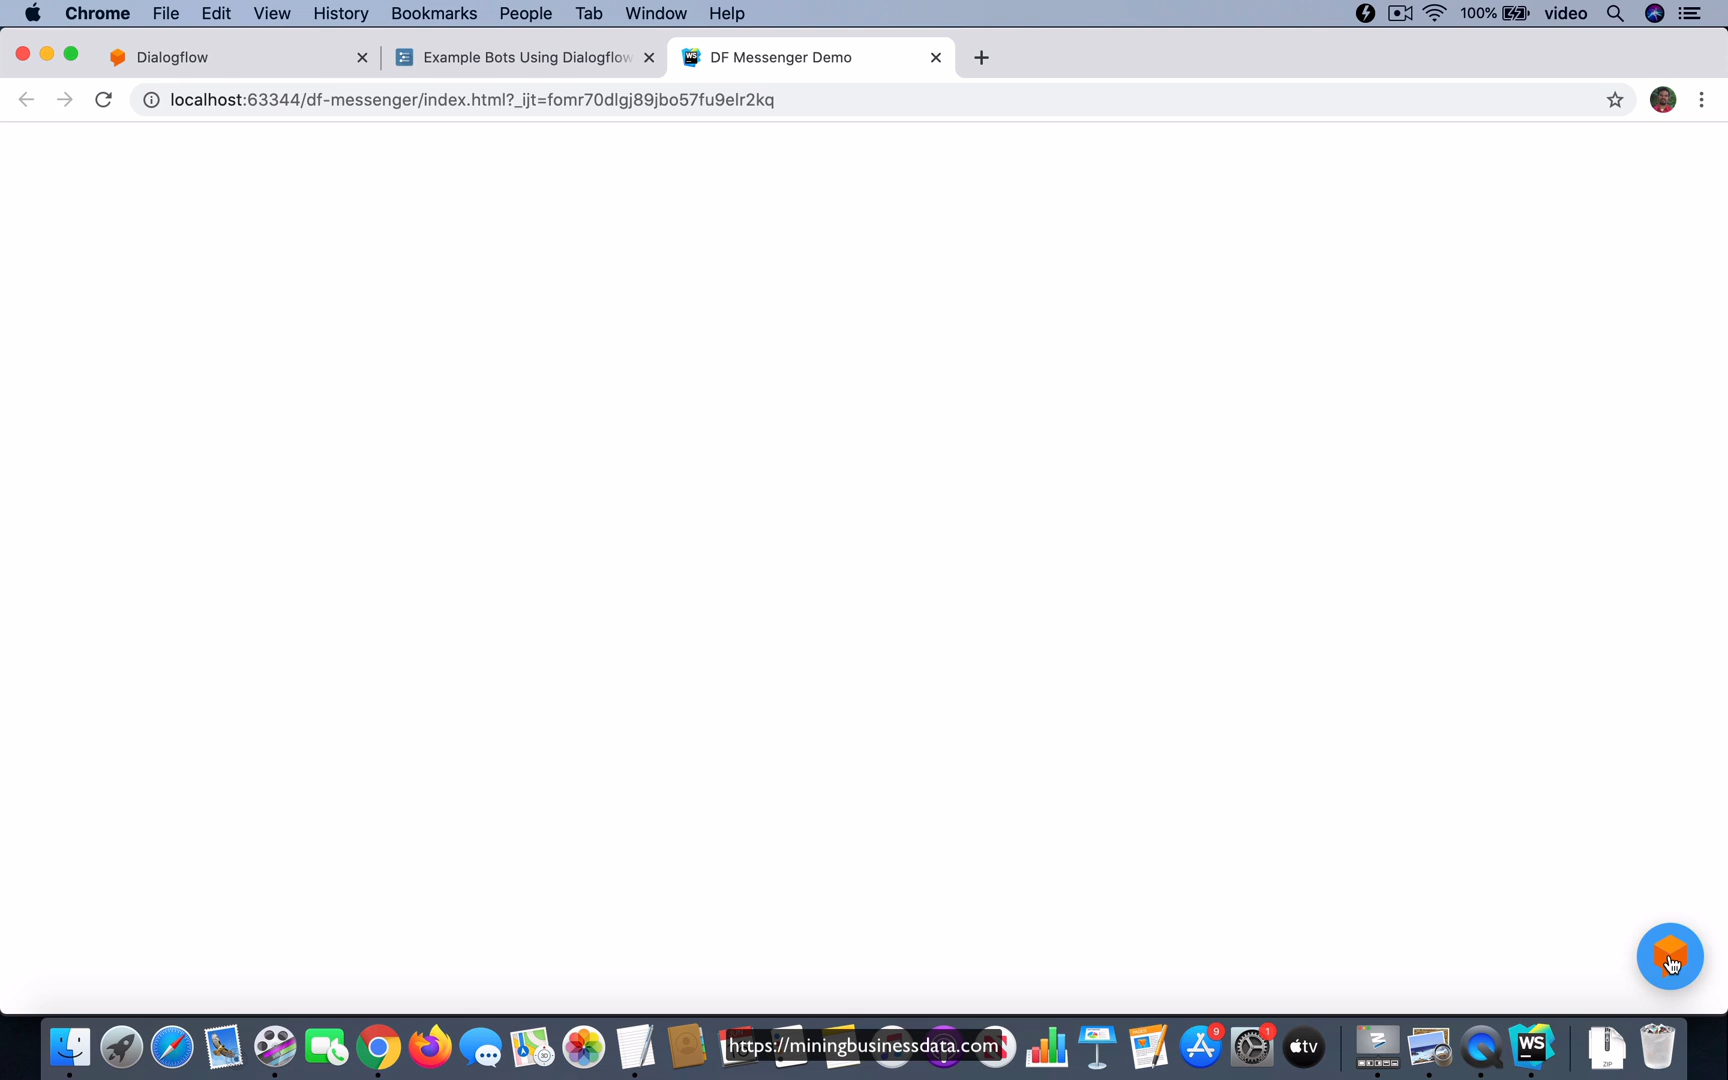 Chrome File Edit View History Bookmarks People Tab Window Help 100% video
Dialogflow Example Bots Using Dialogflow DF Messenger Demo
localhost:63344/df-messenger/index.html?_ijt=fomr70dlgj89jbo57fu9elr2kq
9 1 tv WS ZIP
https://miningbusinessdata.com